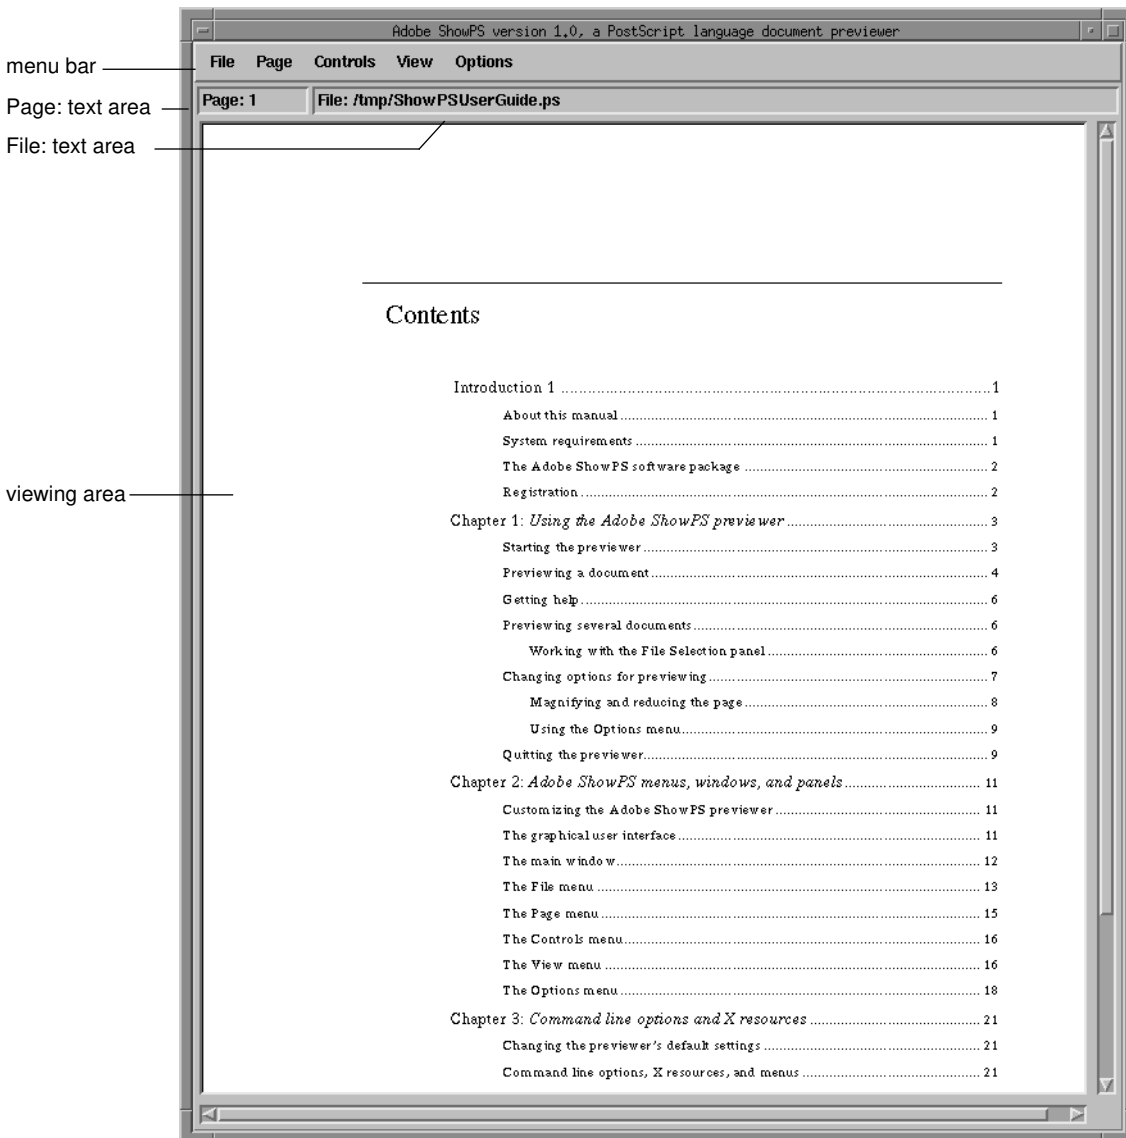 Adobe ShowPS version 1.0, a PostScript language document previewer
menu bar
File Page Controls View Options
Page: text area
Page: 1 File: /tmp/ShowPSUserGuide.ps
File: text area
Contents
Introduction 1 ........ 1
About this manual ........ 1
System requirements ........ 1
The Adobe ShowPS software package ........ 2
Registration ........ 2
viewing area
Chapter 1: Using the Adobe ShowPS previewer ........ 3
Starting the previewer ........ 3
Previewing a document ........ 4
Getting help ........ 6
Previewing several documents ........ 6
Working with the File Selection panel ........ 6
Changing options for previewing ........ 7
Magnifying and reducing the page ........ 8
Using the Options menu ........ 9
Quitting the previewer ........ 9
Chapter 2: Adobe ShowPS menus, windows, and panels ........ 11
Customizing the Adobe ShowPS previewer ........ 11
The graphical user interface ........ 11
The main window ........ 12
The File menu ........ 13
The Page menu ........ 15
The Controls menu ........ 16
The View menu ........ 16
The Options menu ........ 18
Chapter 3: Command line options and X resources ........ 21
Changing the previewer's default settings ........ 21
Command line options, X resources, and menus ........ 21